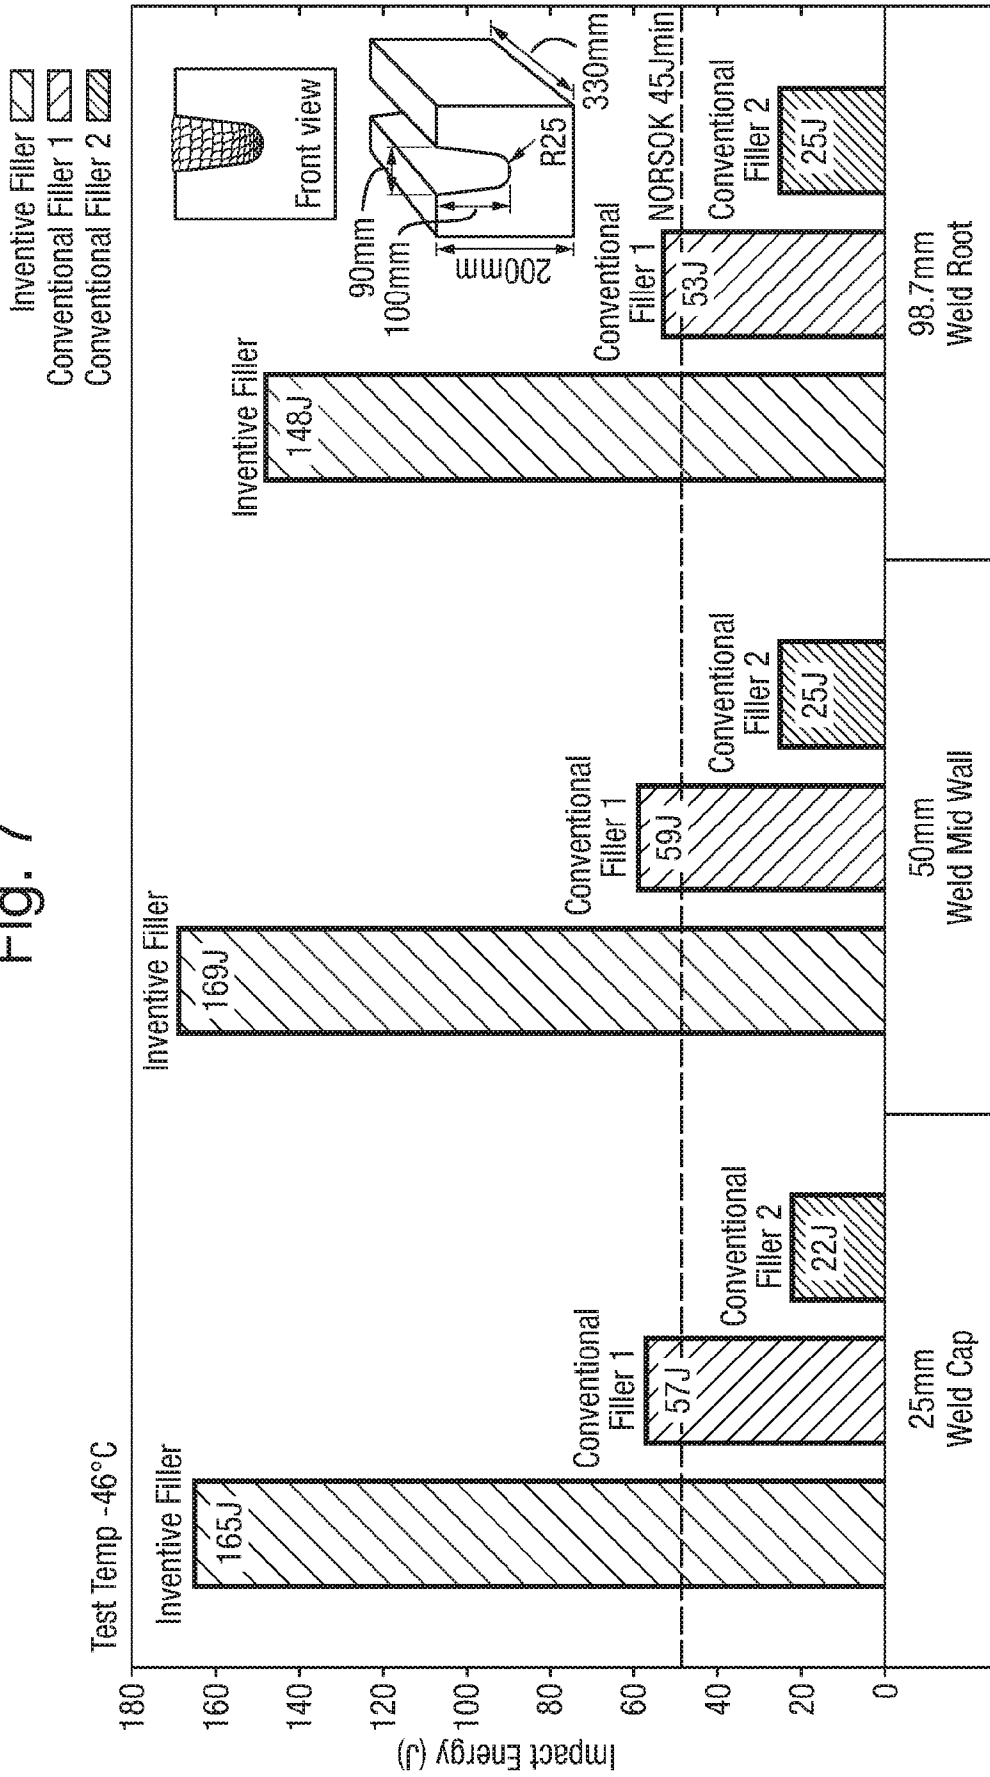 Fig. 7
Inventive Filler
Conventional Filler 1
Conventional Filler 2
Test Temp -46°C
Impact Energy (J)
180
160
140
120
100
80
60
40
20
0
Inventive Filler
165J
Conventional
Filler 1
57J
Conventional
Filler 2
22J
25mm
Weld Cap
Inventive Filler
169J
Conventional
Filler 1
59J
Conventional
Filler 2
25J
50mm
Weld Mid Wall
Inventive Filler
148J
Conventional
Filler 1
53J
Conventional
Filler 2
25J
98.7mm
Weld Root
NORSOK 45Jmin
Front view
90mm
100mm
200mm
R25
330mm